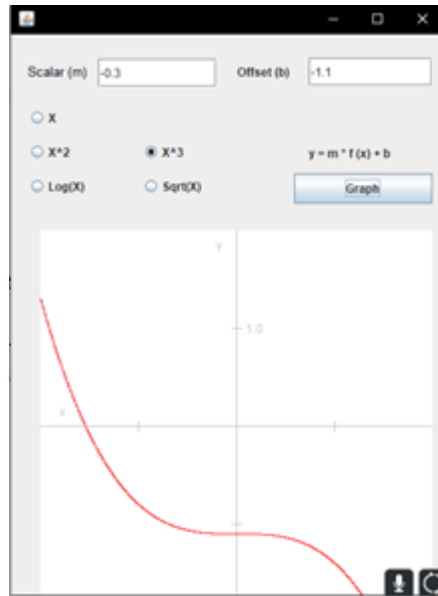 Scalar (m) -0.3 Offset (b) -1.1
X
X^2 X^3 y = m * f (x) + b
Log(X) Sqrt(X) Graph
y
1.0
x